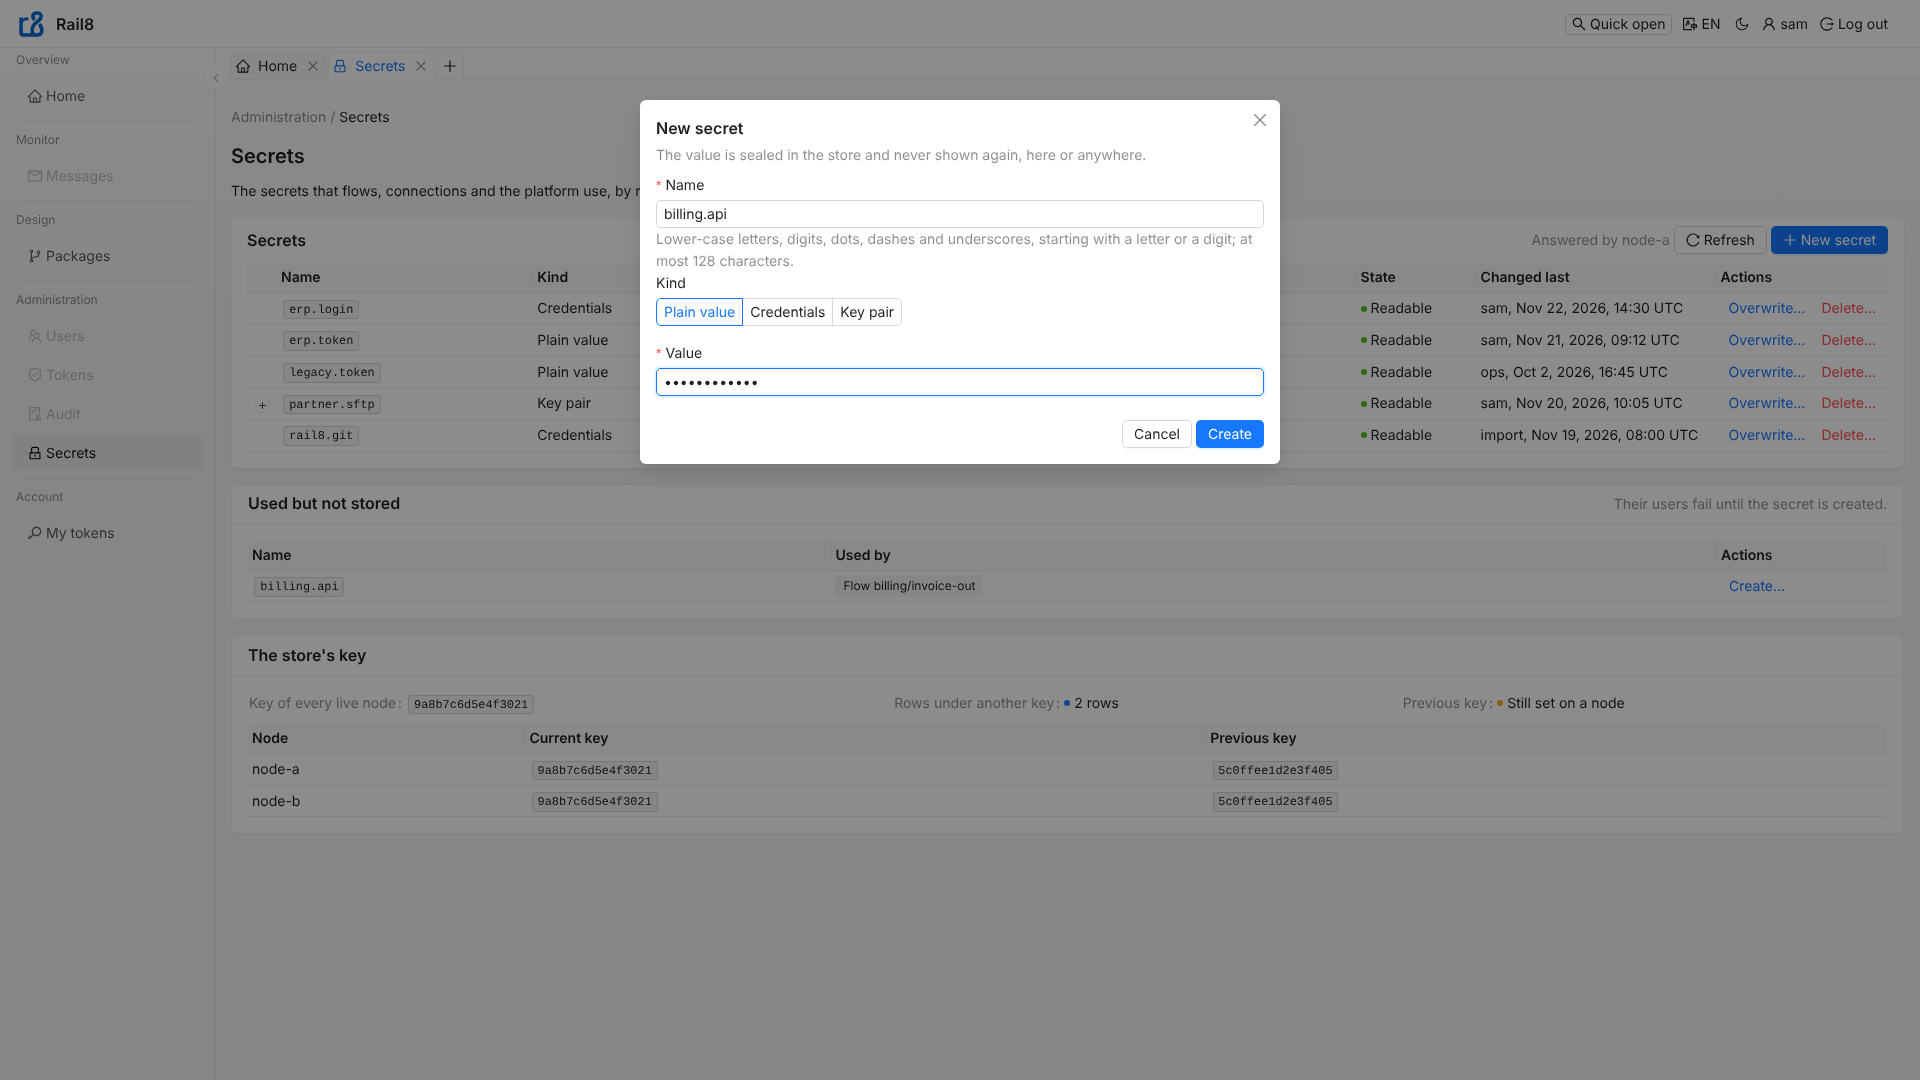 Rail8
Quick open
EN
sam
Log out
Overview
Home
Monitor
Messages
Design
Packages
Administration
Users
Tokens
Audit
Secrets
Account
My tokens
Home
Secrets
Administration / Secrets
Secrets
The secrets that flows, connections and the platform use, by
Secrets
Answered by node-a
Refresh
New secret
Name Kind State Changed last Actions
erp.login Credentials Readable sam, Nov 22, 2026, 14:30 UTC Overwrite... Delete...
erp.token Plain value Readable sam, Nov 21, 2026, 09:12 UTC Overwrite... Delete...
legacy.token Plain value Readable ops, Oct 2, 2026, 16:45 UTC Overwrite... Delete...
partner.sftp Key pair Readable sam, Nov 20, 2026, 10:05 UTC Overwrite... Delete...
rail8.git Credentials Readable import, Nov 19, 2026, 08:00 UTC Overwrite... Delete...
New secret
The value is sealed in the store and never shown again, here or anywhere.
* Name
billing.api
Lower-case letters, digits, dots, dashes and underscores, starting with a letter or a digit; at
most 128 characters.
Kind
Plain value Credentials Key pair
* Value
••••••••••••
Cancel Create
Used but not stored
Their users fail until the secret is created.
Name Used by Actions
billing.api Flow billing/invoice-out Create...
The store's key
Key of every live node: 9a8b7c6d5e4f3021 Rows under another key: 2 rows Previous key: Still set on a node
Node Current key Previous key
node-a 9a8b7c6d5e4f3021 5c0ffee1d2e3f405
node-b 9a8b7c6d5e4f3021 5c0ffee1d2e3f405